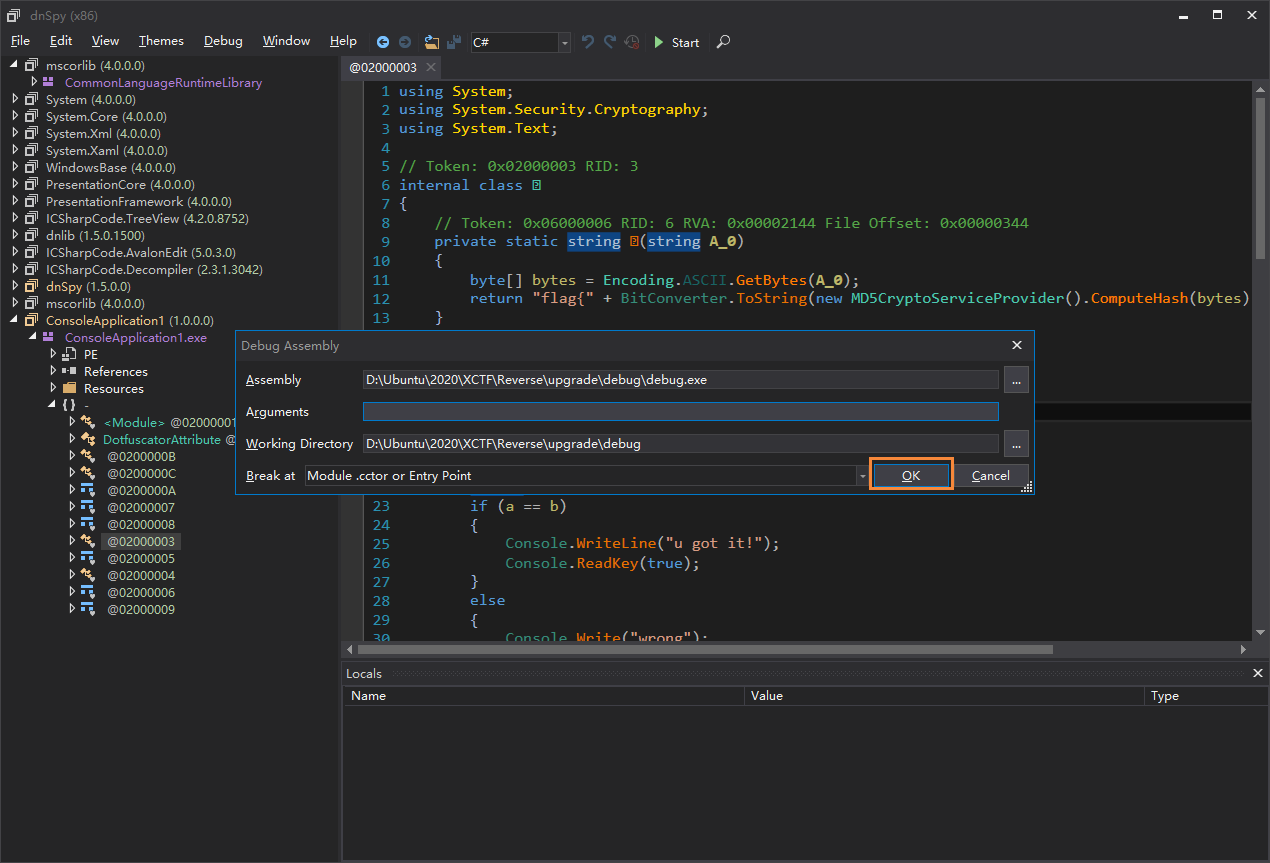 dnSpy (x86)
File Edit View Themes Debug Window Help C# Start
mscorlib (4.0.0.0)
CommonLanguageRuntimeLibrary
System (4.0.0.0)
System.Core (4.0.0.0)
System.Xml (4.0.0.0)
System.Xaml (4.0.0.0)
WindowsBase (4.0.0.0)
PresentationCore (4.0.0.0)
PresentationFramework (4.0.0.0)
ICSharpCode.TreeView (4.2.0.8752)
dnlib (1.5.0.1500)
ICSharpCode.AvalonEdit (5.0.3.0)
ICSharpCode.Decompiler (2.3.1.3042)
dnSpy (1.5.0.0)
mscorlib (4.0.0.0)
ConsoleApplication1 (1.0.0.0)
ConsoleApplication1.exe
PE
References
Resources
{ } -
<Module> @02000001
DotfuscatorAttribute @
@0200000B
@0200000C
@0200000A
@02000007
@02000008
@02000003
@02000005
@02000004
@02000006
@02000009
@02000003
1 using System;
2 using System.Security.Cryptography;
3 using System.Text;
4
5 // Token: 0x02000003 RID: 3
6 internal class
7 {
8 // Token: 0x06000006 RID: 6 RVA: 0x00002144 File Offset: 0x00000344
9 private static string (string A_0)
10 {
11 byte[] bytes = Encoding.ASCII.GetBytes(A_0);
12 return "flag{" + BitConverter.ToString(new MD5CryptoServiceProvider().ComputeHash(bytes)
13 }
Debug Assembly
Assembly D:\Ubuntu\2020\XCTF\Reverse\upgrade\debug\debug.exe ...
Arguments
Working Directory D:\Ubuntu\2020\XCTF\Reverse\upgrade\debug ...
Break at Module .cctor or Entry Point OK Cancel
23 if (a == b)
24 {
25 Console.WriteLine("u got it!");
26 Console.ReadKey(true);
27 }
28 else
29 {
30 Console.Write("wrong");
Locals
Name Value Type